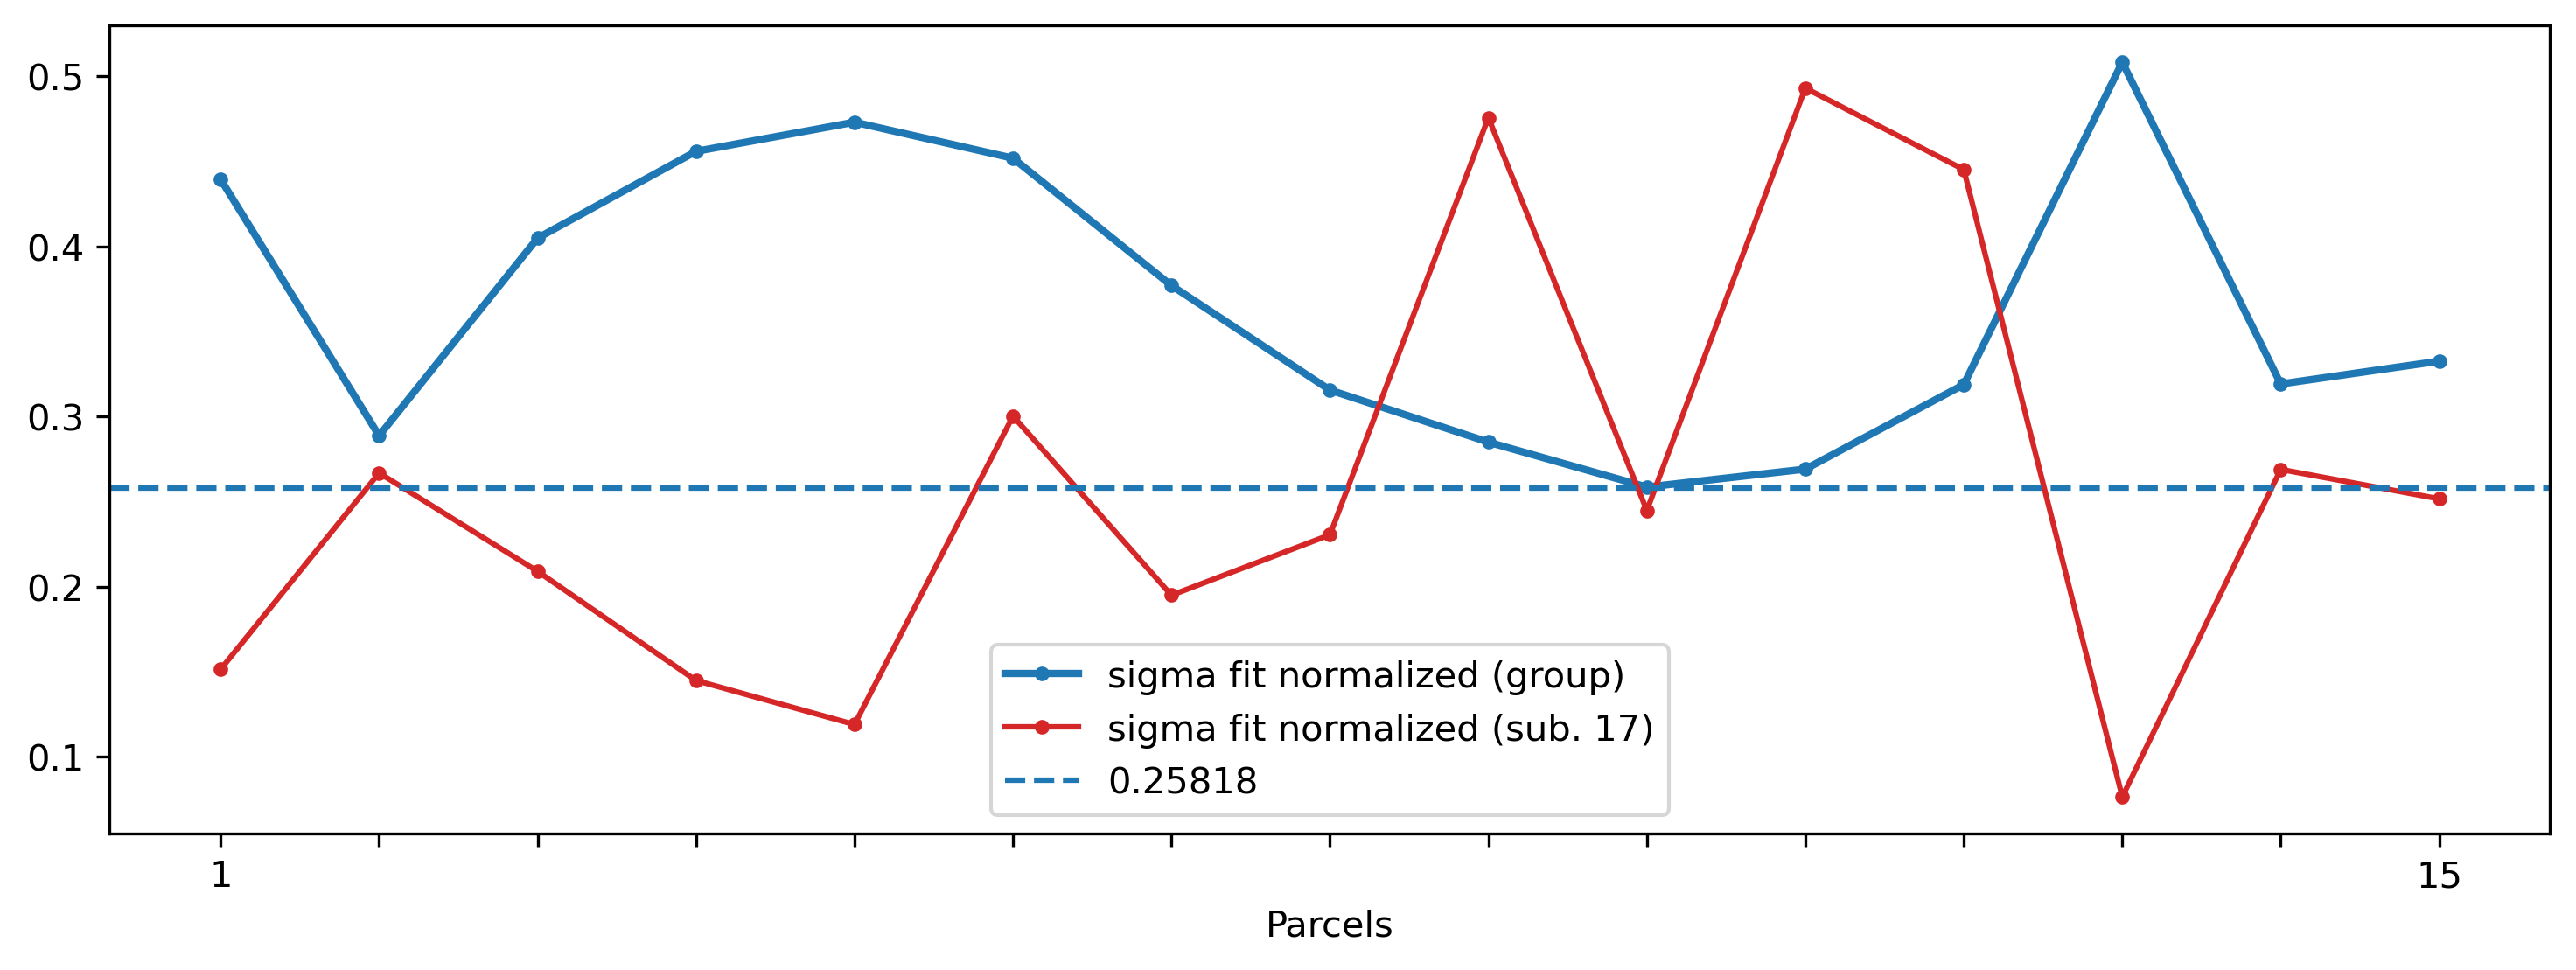 0.5
0.4
0.3
0.2
0.1
sigma fit normalized (group)
sigma fit normalized (sub. 17)
0.25818
1
15
Parcels